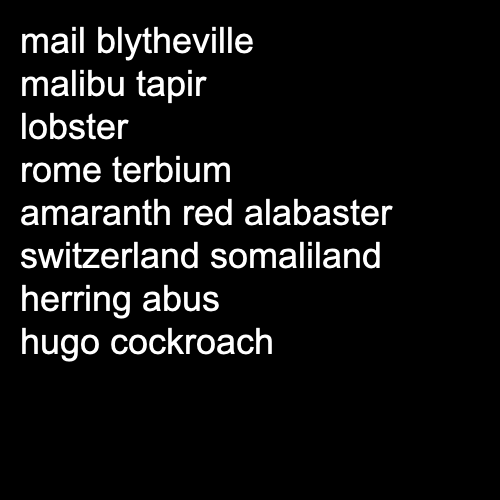 mail blytheville
malibu tapir
lobster
rome terbium
amaranth red alabaster
switzerland somaliland
herring abus
hugo cockroach